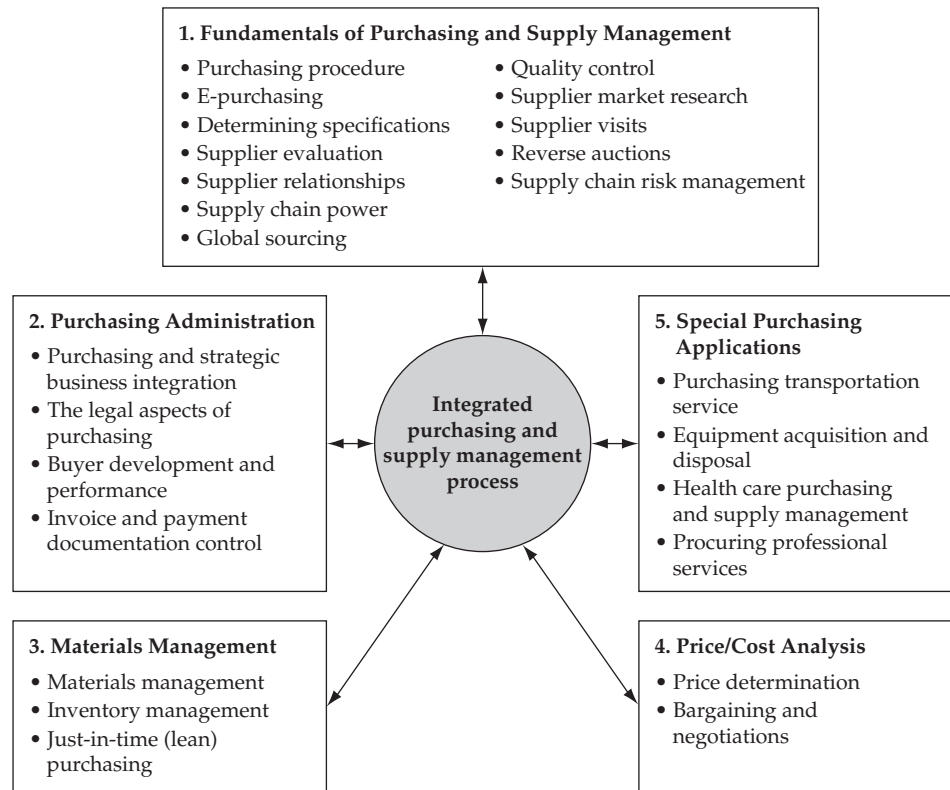 1. Fundamentals of Purchasing and Supply Management
• Purchasing procedure
• E-purchasing
• Determining specifications
• Supplier evaluation
• Supplier relationships
• Supply chain power
• Global sourcing
• Quality control
• Supplier market research
• Supplier visits
• Reverse auctions
• Supply chain risk management
2. Purchasing Administration
• Purchasing and strategic
business integration
• The legal aspects of
purchasing
• Buyer development and
performance
• Invoice and payment
documentation control
Integrated
purchasing and
supply management
process
5. Special Purchasing
Applications
• Purchasing transportation
service
• Equipment acquisition and
disposal
• Health care purchasing
and supply management
• Procuring professional
services
3. Materials Management
• Materials management
• Inventory management
• Just-in-time (lean)
purchasing
4. Price/Cost Analysis
• Price determination
• Bargaining and
negotiations